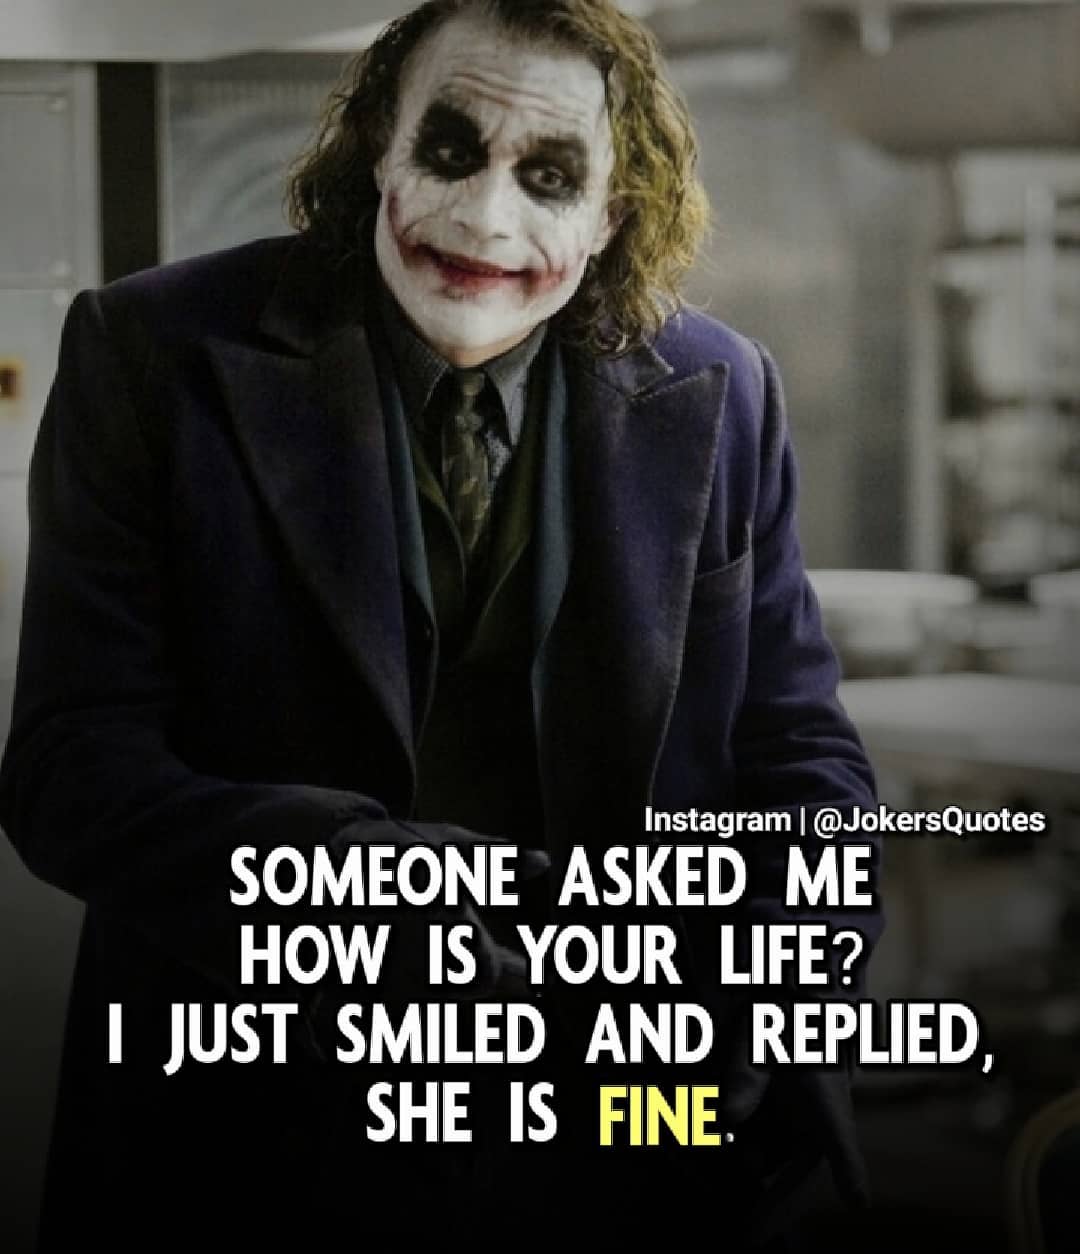 Instagram | @JokersQuotes
SOMEONE ASKED ME
HOW IS YOUR LIFE?
I JUST SMILED AND REPLIED,
SHE IS FINE.